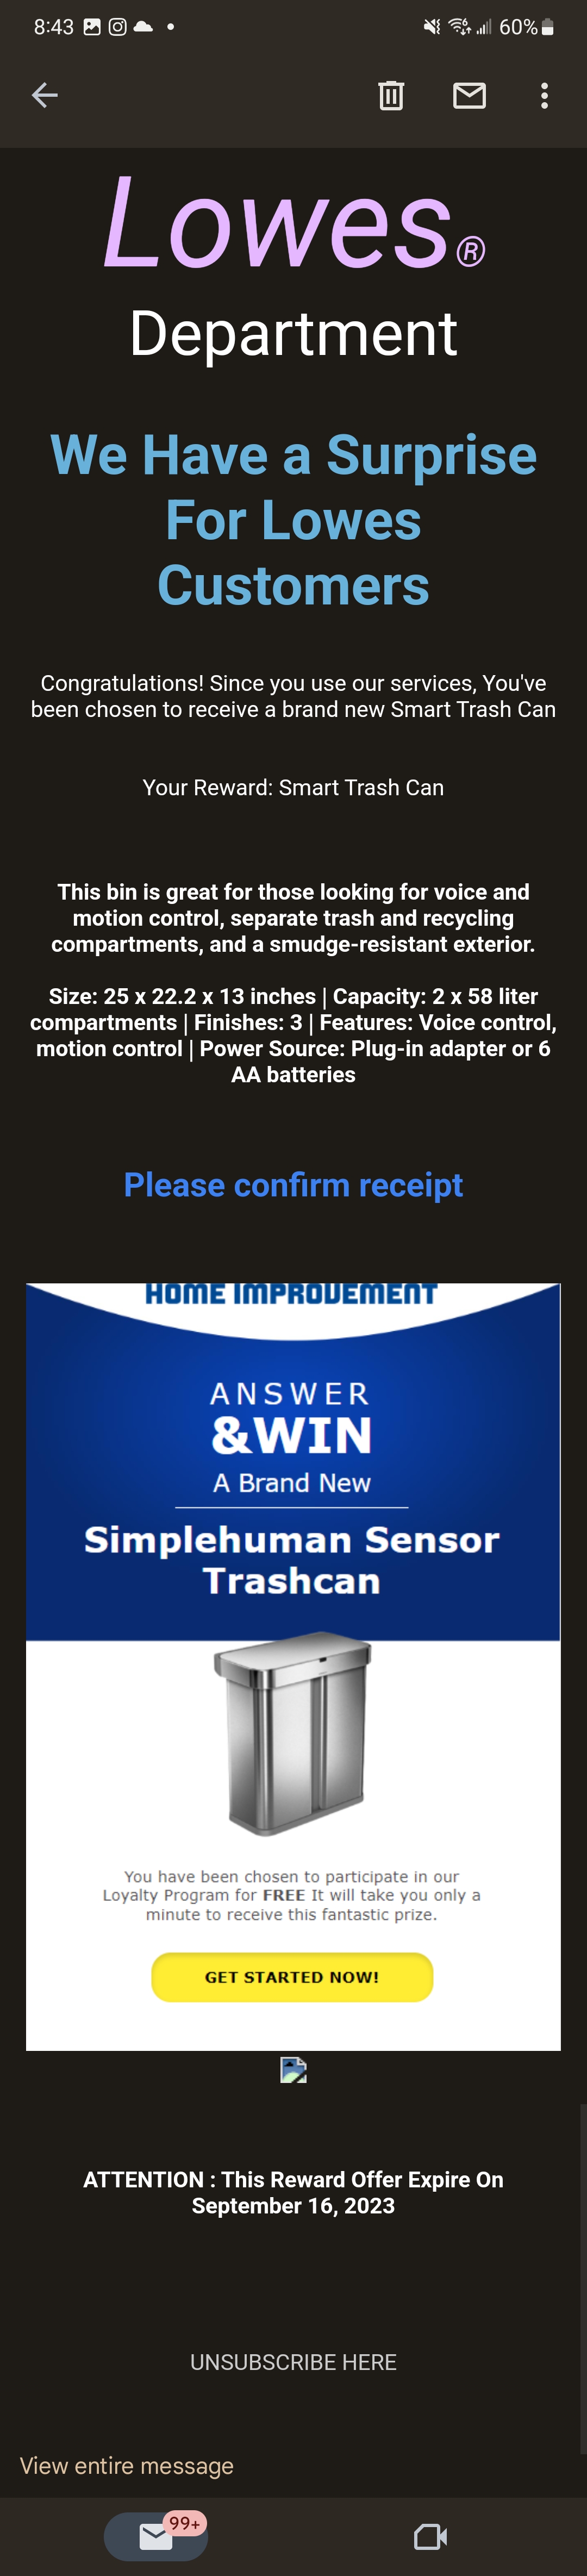 8:43
60%
Lowes®
Department
We Have a Surprise
For Lowes
Customers
Congratulations! Since you use our services, You've
been chosen to receive a brand new Smart Trash Can
Your Reward: Smart Trash Can
This bin is great for those looking for voice and
motion control, separate trash and recycling
compartments, and a smudge-resistant exterior.
Size: 25 x 22.2 x 13 inches | Capacity: 2 x 58 liter
compartments | Finishes: 3 | Features: Voice control,
motion control | Power Source: Plug-in adapter or 6
AA batteries
Please confirm receipt
HOME IMPROVEMENT
ANSWER
&WIN
A Brand New
Simplehuman Sensor
Trashcan
You have been chosen to participate in our
Loyalty Program for FREE It will take you only a
minute to receive this fantastic prize.
GET STARTED NOW!
ATTENTION : This Reward Offer Expire On
September 16, 2023
UNSUBSCRIBE HERE
View entire message
99+